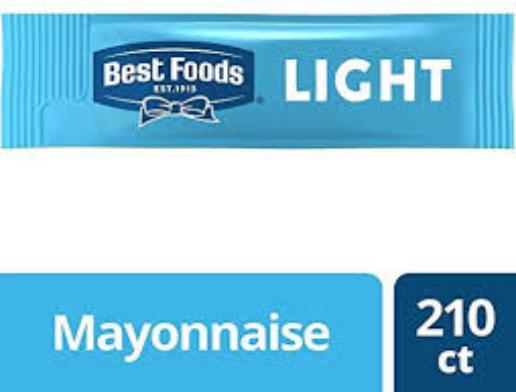 Best Foods
EST. 1913
LIGHT
Mayonnaise
210
ct